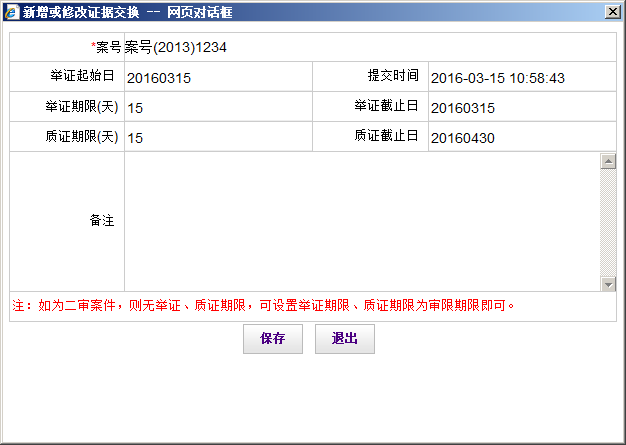 新增或修改证据交换 -- 网页对话框
*案号 案号(2013)1234
举证起始日 20160315 提交时间 2016-03-15 10:58:43
举证期限(天) 15 举证截止日 20160315
质证期限(天) 15 质证截止日 20160430
备注
注：如为二审案件，则无举证、质证期限，可设置举证期限、质证期限为审限期限即可。
保存 退出